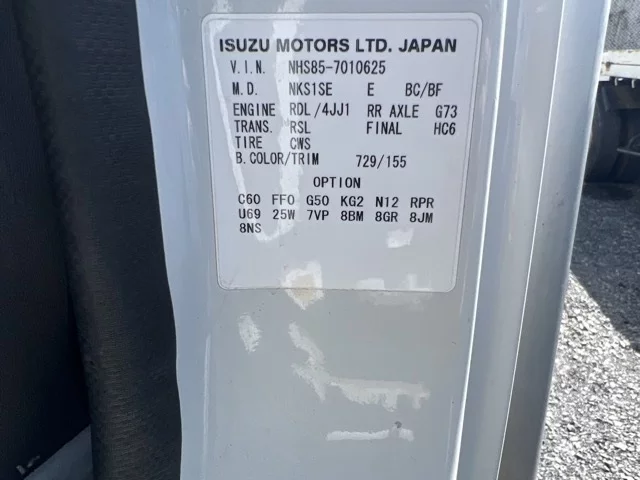 ISUZU MOTORS LTD. JAPAN
V.I.N. NHS85-7010625
M.D. NKS1SE E BC/BF
ENGINE RDL/4JJ1 RR AXLE G73
TRANS. RSL FINAL HC6
TIRE CWS
B.COLOR/TRIM 729/155
OPTION
C60 FF0 G50 KG2 N12 RPR
U69 25W 7VP 8BM 8GR 8JM
8NS